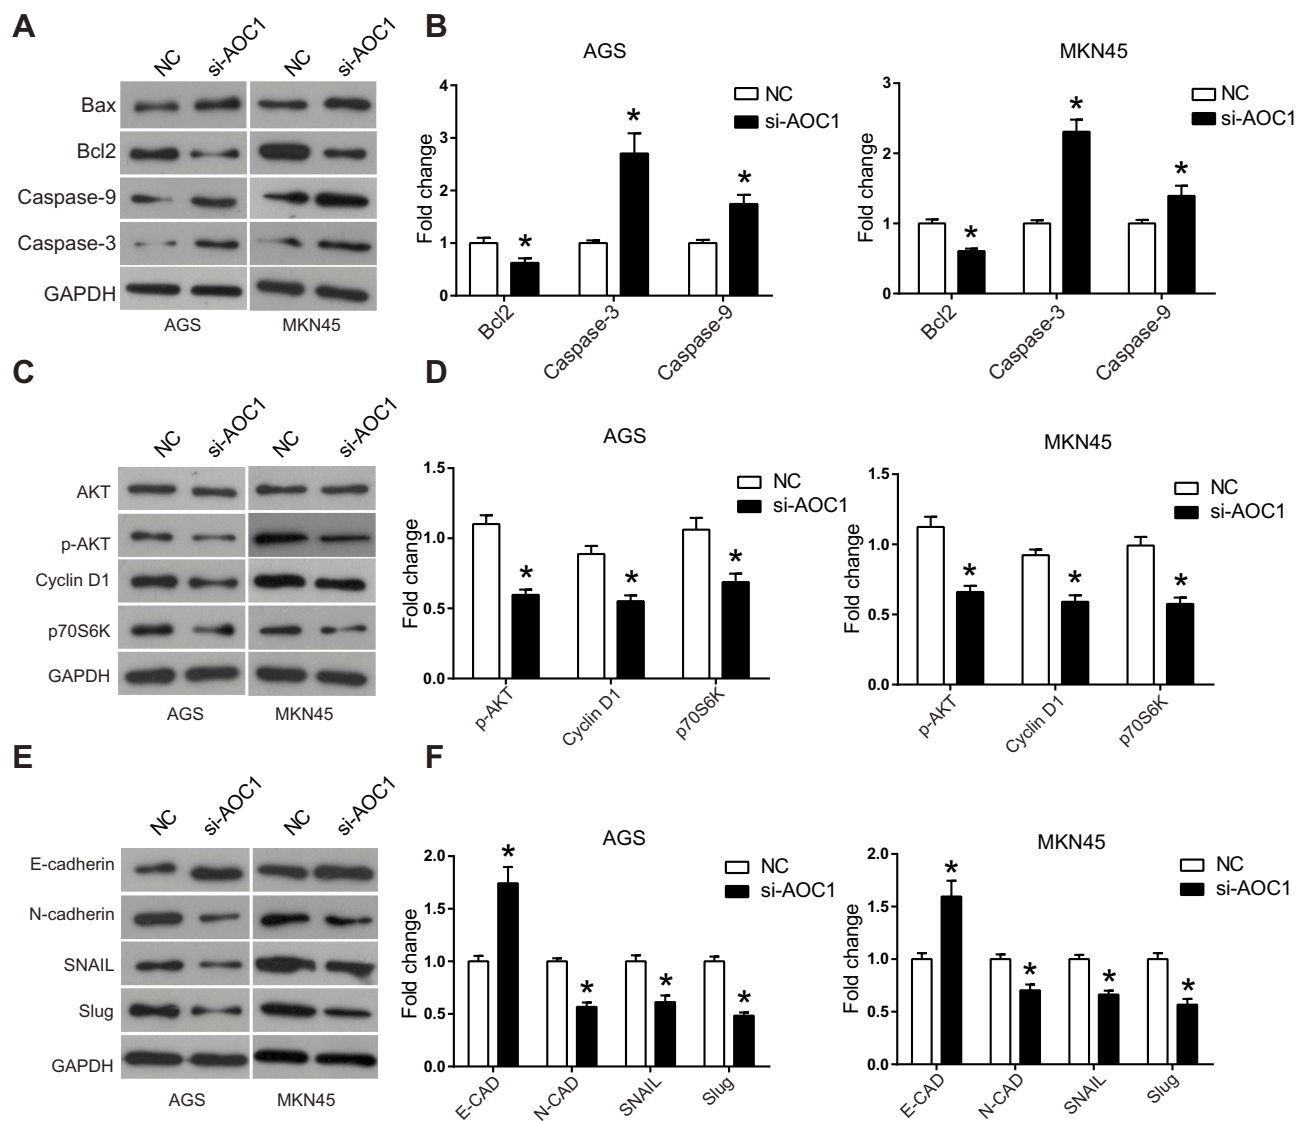 A
NC si-AOC1 NC si-AOC1
Bax
Bcl2
Caspase-9
Caspase-3
GAPDH
AGS MKN45
B
AGS
NC
si-AOC1
Fold change
4
3
2
1
0
Bcl2 Caspase-3 Caspase-9
* * *
MKN45
NC
si-AOC1
Fold change
3
2
1
0
Bcl2 Caspase-3 Caspase-9
* * *
C
NC si-AOC1 NC si-AOC1
AKT
p-AKT
Cyclin D1
p70S6K
GAPDH
AGS MKN45
D
AGS
NC
si-AOC1
Fold change
1.5
1.0
0.5
0.0
p-AKT Cyclin D1 p70S6K
* * *
MKN45
NC
si-AOC1
Fold change
1.5
1.0
0.5
0.0
p-AKT Cyclin D1 p70S6K
* * *
E
NC si-AOC1 NC si-AOC1
E-cadherin
N-cadherin
SNAIL
Slug
GAPDH
AGS MKN45
F
AGS
NC
si-AOC1
Fold change
2.0
1.5
1.0
0.5
0.0
E-CAD N-CAD SNAIL Slug
* * * *
MKN45
NC
si-AOC1
Fold change
2.0
1.5
1.0
0.5
0.0
E-CAD N-CAD SNAIL Slug
* * * *